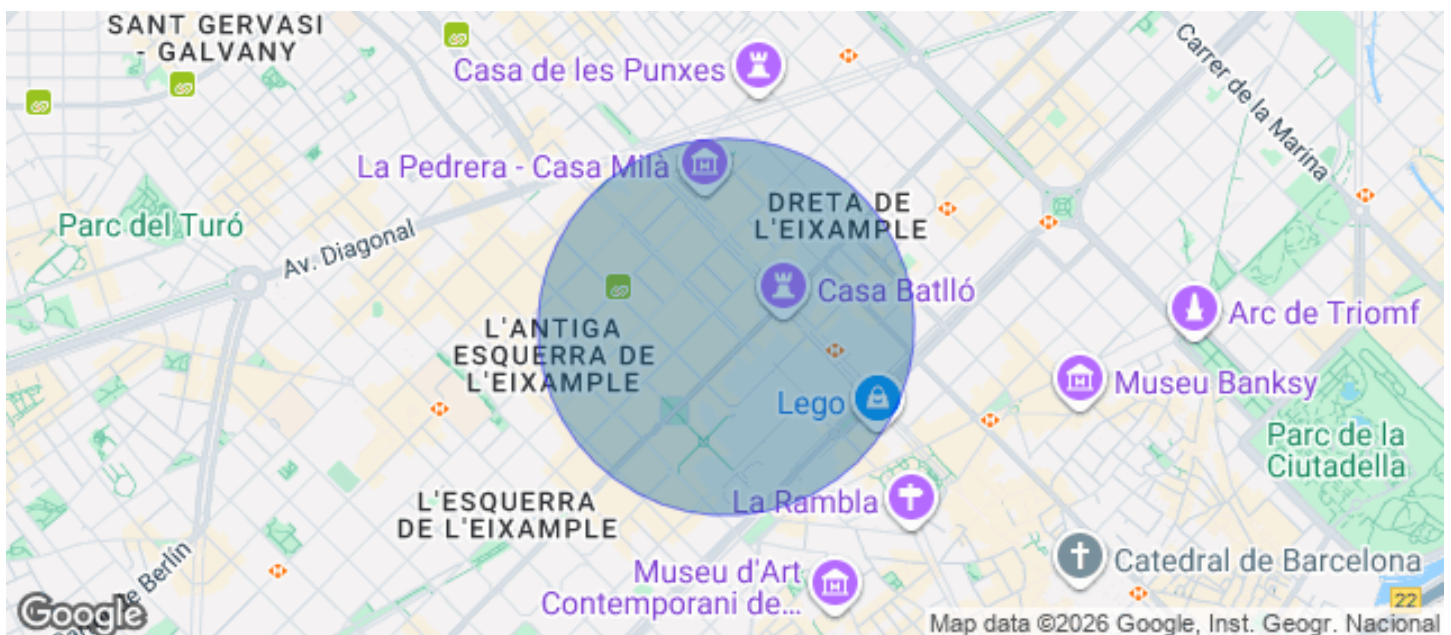 SANT GERVASI
- GALVANY
Casa de les Punxes
Carrer de la Marina
La Pedrera - Casa Milà
DRETA DE
L'EIXAMPLE
Parc del Turó
Av. Diagonal
Casa Batlló
Arc de Triomf
L'ANTIGA
ESQUERRA DE
L'EIXAMPLE
Museu Banksy
Lego
Parc de la
Ciutadella
L'ESQUERRA
DE L'EIXAMPLE
La Rambla
Catedral de Barcelona
de Berlín
Museu d'Art
Contemporani de...
22
Google
Map data ©2026 Google, Inst. Geogr. Nacional